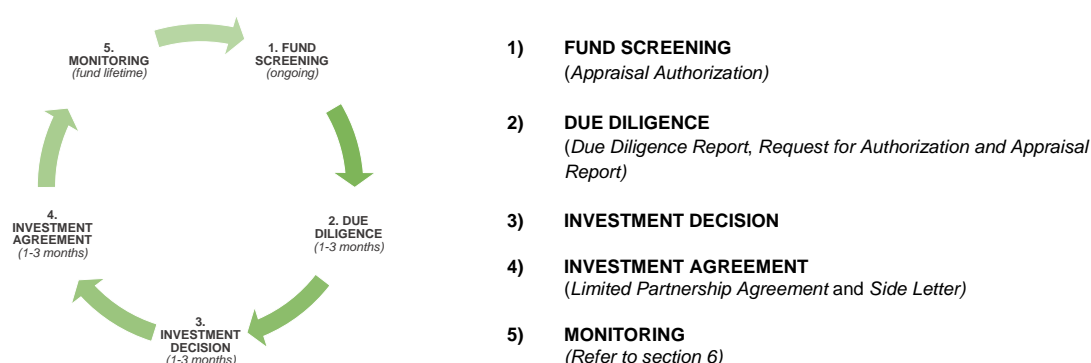 5.
MONITORING
(fund lifetime)
1. FUND
SCREENING
(ongoing)
2. DUE
DILIGENCE
(1-3 months)
3.
INVESTMENT
DECISION
(1-3 months)
4.
INVESTMENT
AGREEMENT
(1-3 months)
1) FUND SCREENING
(Appraisal Authorization)
2) DUE DILIGENCE
(Due Diligence Report, Request for Authorization and Appraisal
Report)
3) INVESTMENT DECISION
4) INVESTMENT AGREEMENT
(Limited Partnership Agreement and Side Letter)
5) MONITORING
(Refer to section 6)